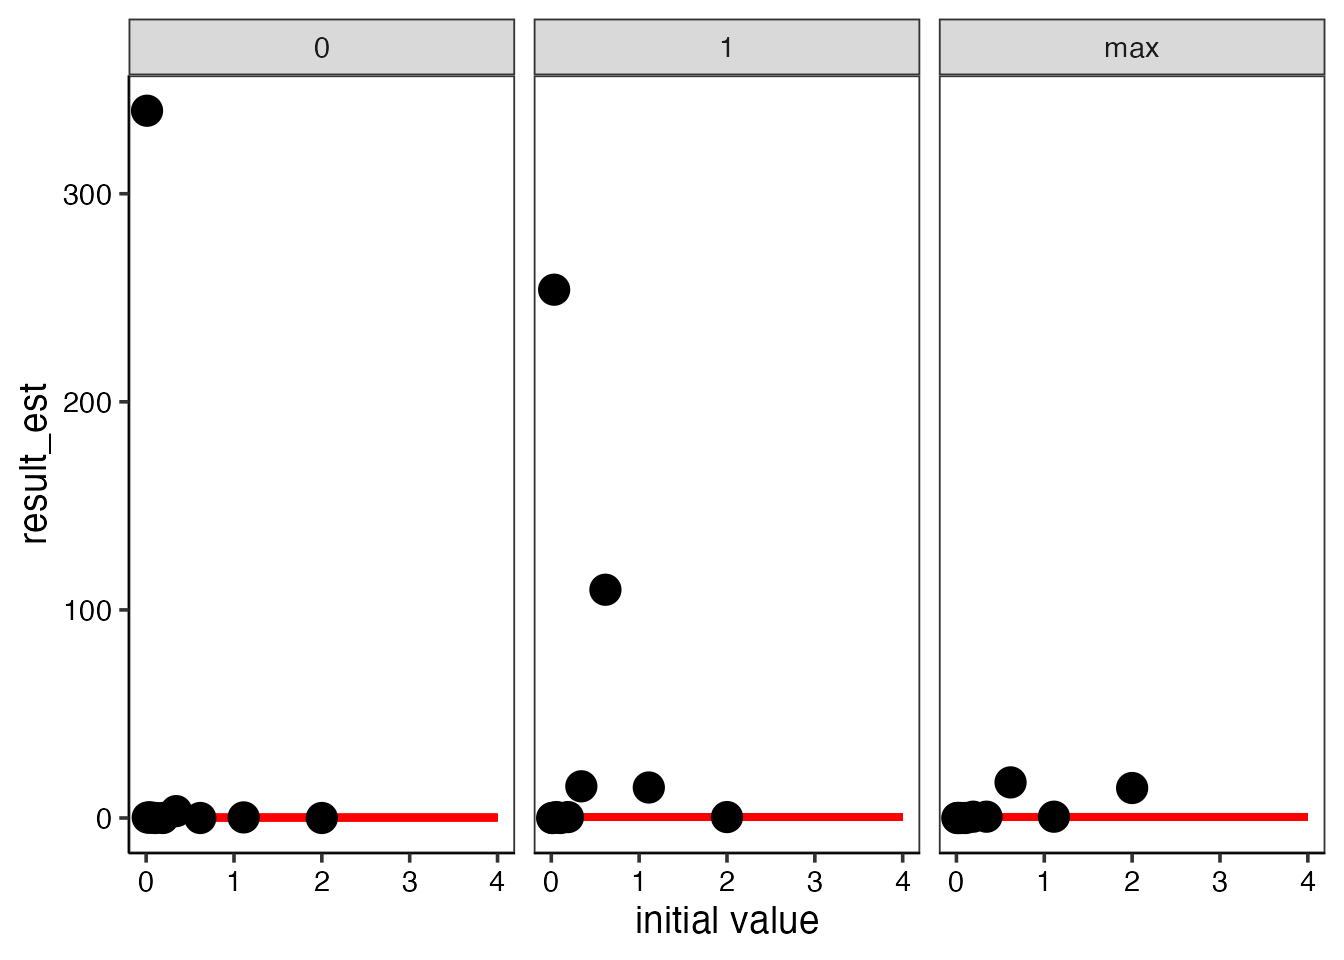 0 1 max
result_est
300
200
100
0
0 1 2 3 4 0 1 2 3 4 0 1 2 3 4
initial value